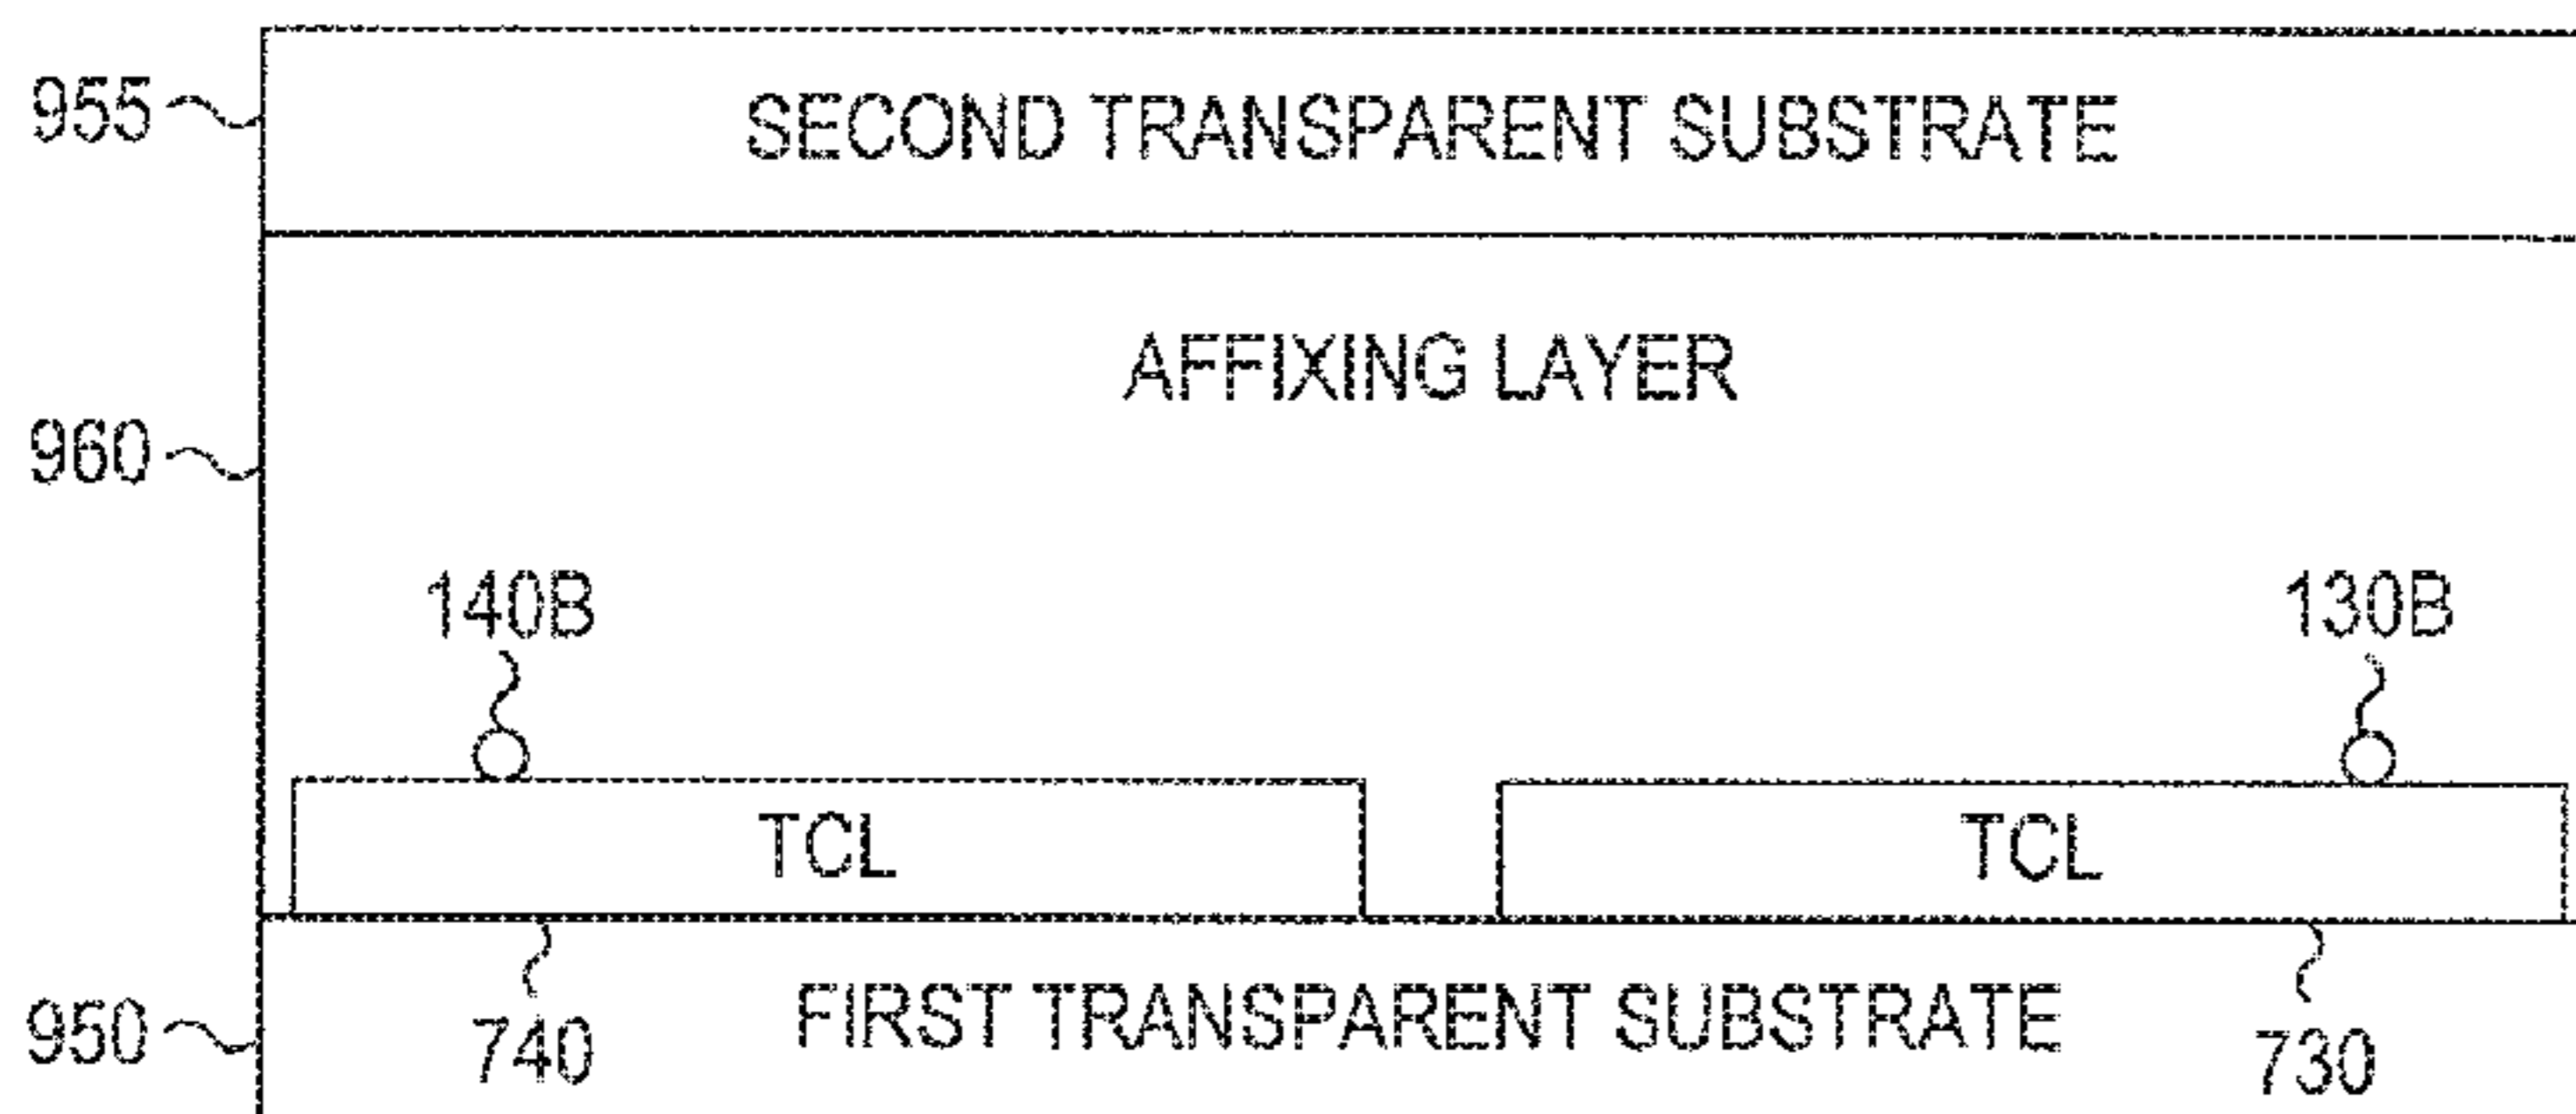 955
SECOND TRANSPARENT SUBSTRATE
AFFIXING LAYER
960
140B
130B
TCL
TCL
950
740
FIRST TRANSPARENT SUBSTRATE
730